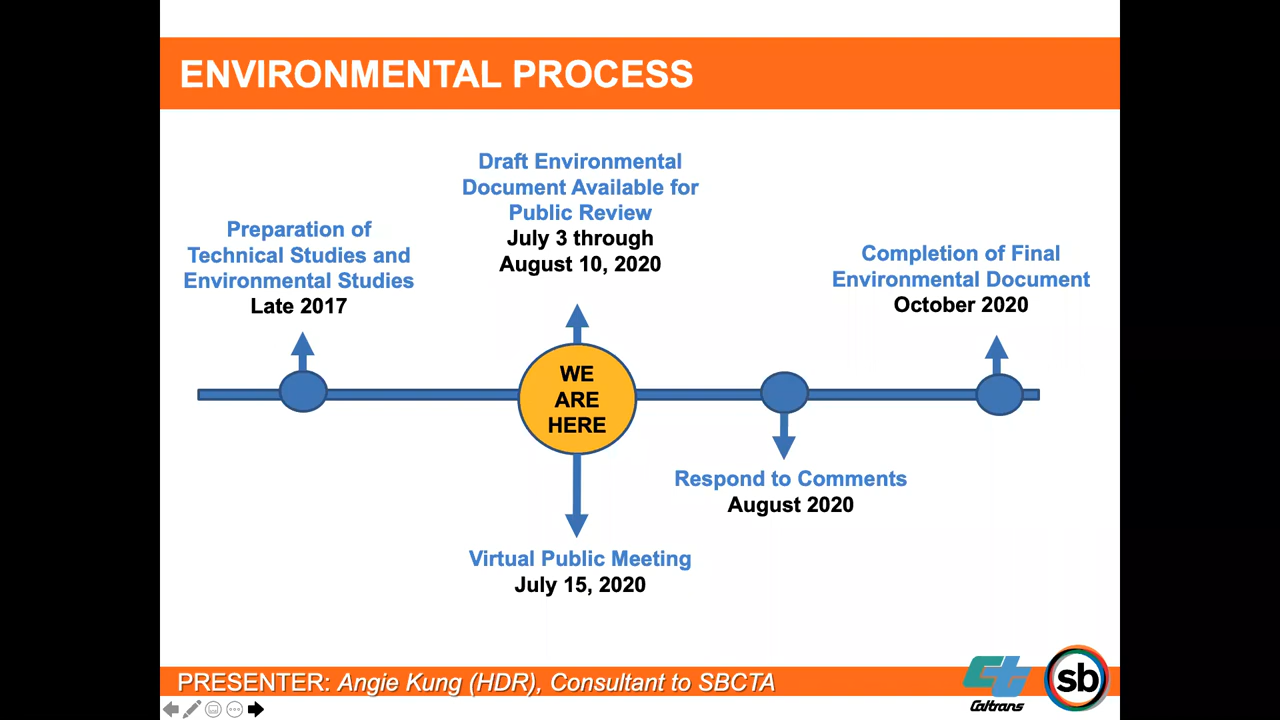 ENVIRONMENTAL PROCESS
Preparation of
Technical Studies and
Environmental Studies
Late 2017
Draft Environmental
Document Available for
Public Review
July 3 through
August 10, 2020
Completion of Final
Environmental Document
October 2020
WE
ARE
HERE
Respond to Comments
August 2020
Virtual Public Meeting
July 15, 2020
PRESENTER: Angie Kung (HDR), Consultant to SBCTA
Caltrans
sb